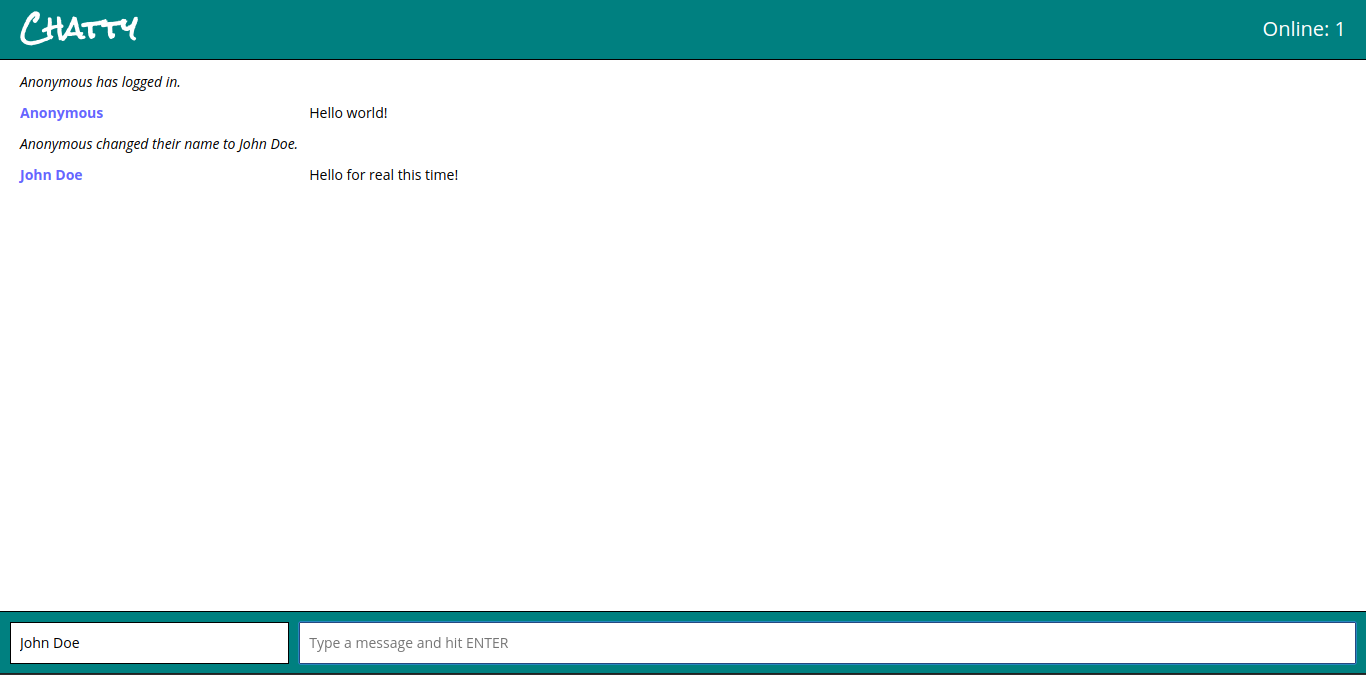 Chatty
Online: 1
Anonymous has logged in.
Anonymous Hello world!
Anonymous changed their name to John Doe.
John Doe Hello for real this time!
John Doe Type a message and hit ENTER